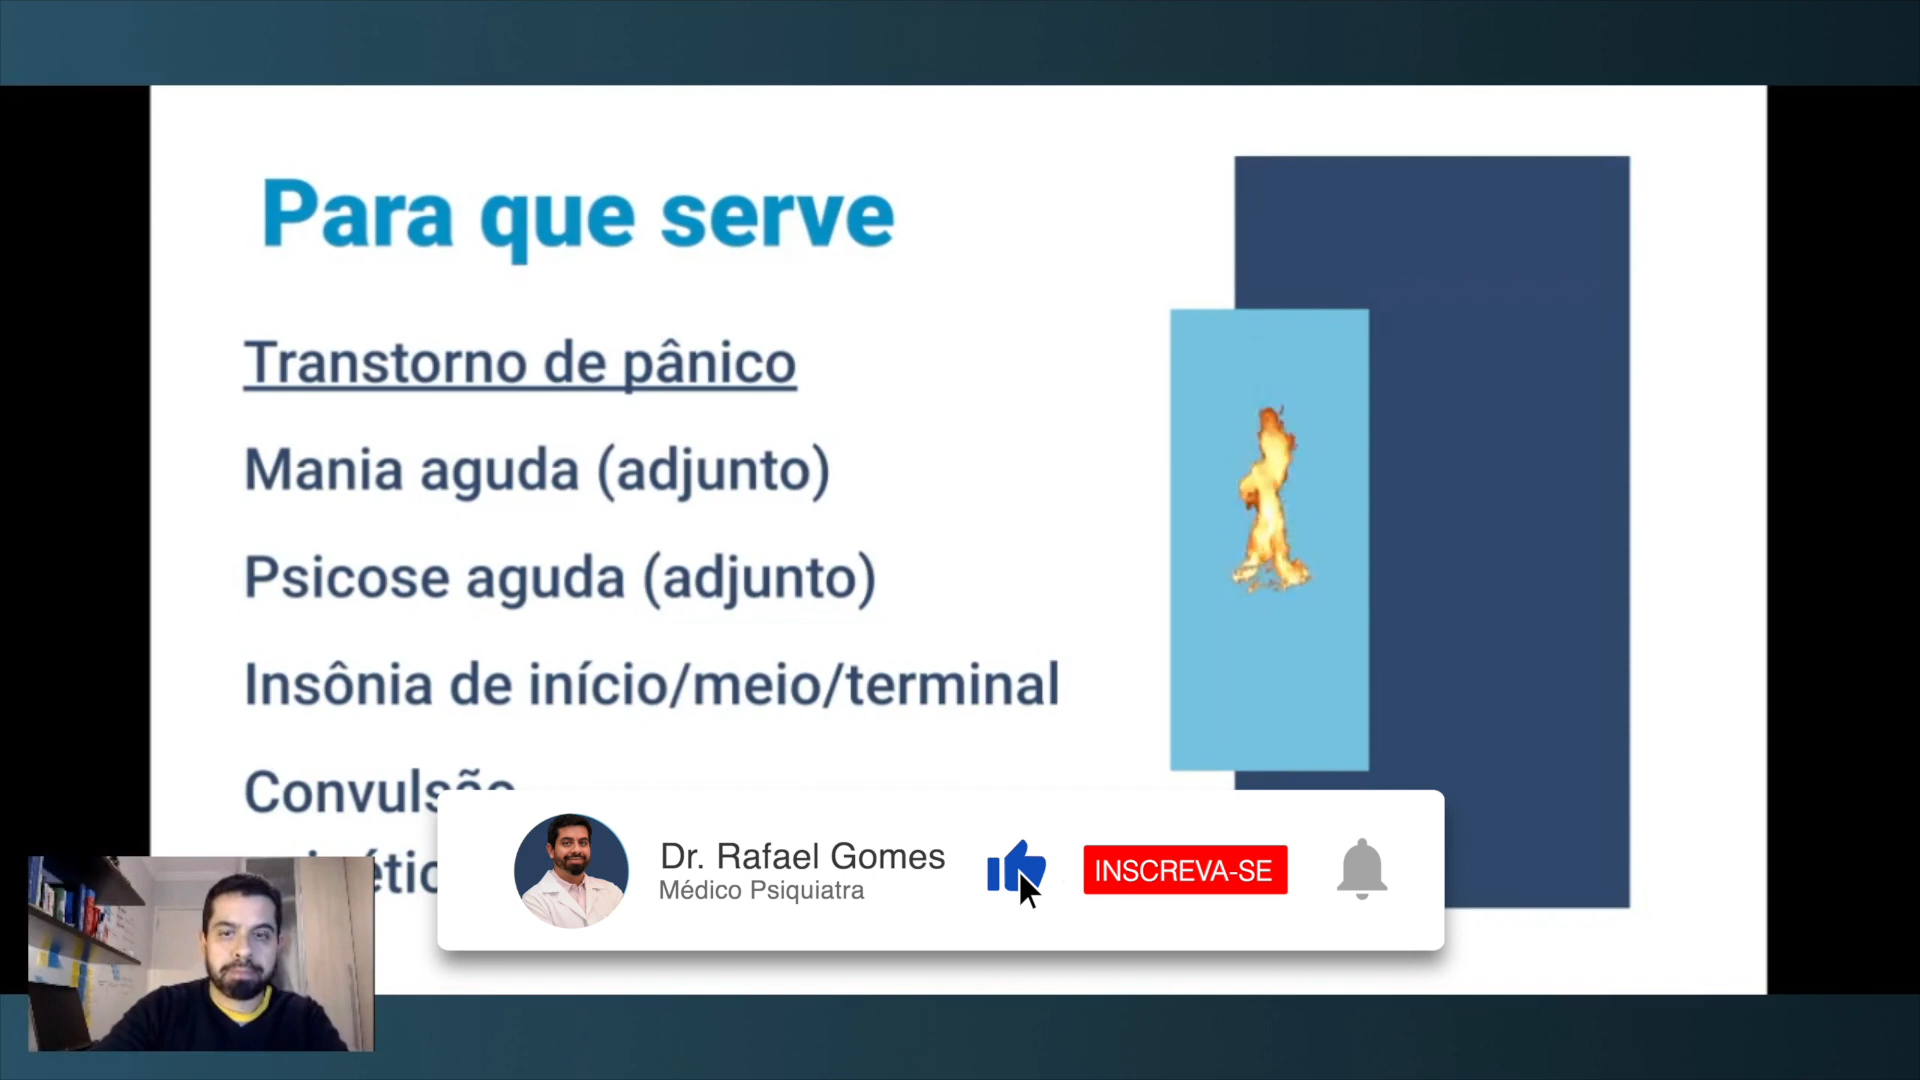 Para que serve
Transtorno de pânico
Mania aguda (adjunto)
Psicose aguda (adjunto)
Insônia de início/meio/terminal
Convulsão
Dr. Rafael Gomes
Médico Psiquiatra
INSCREVA-SE